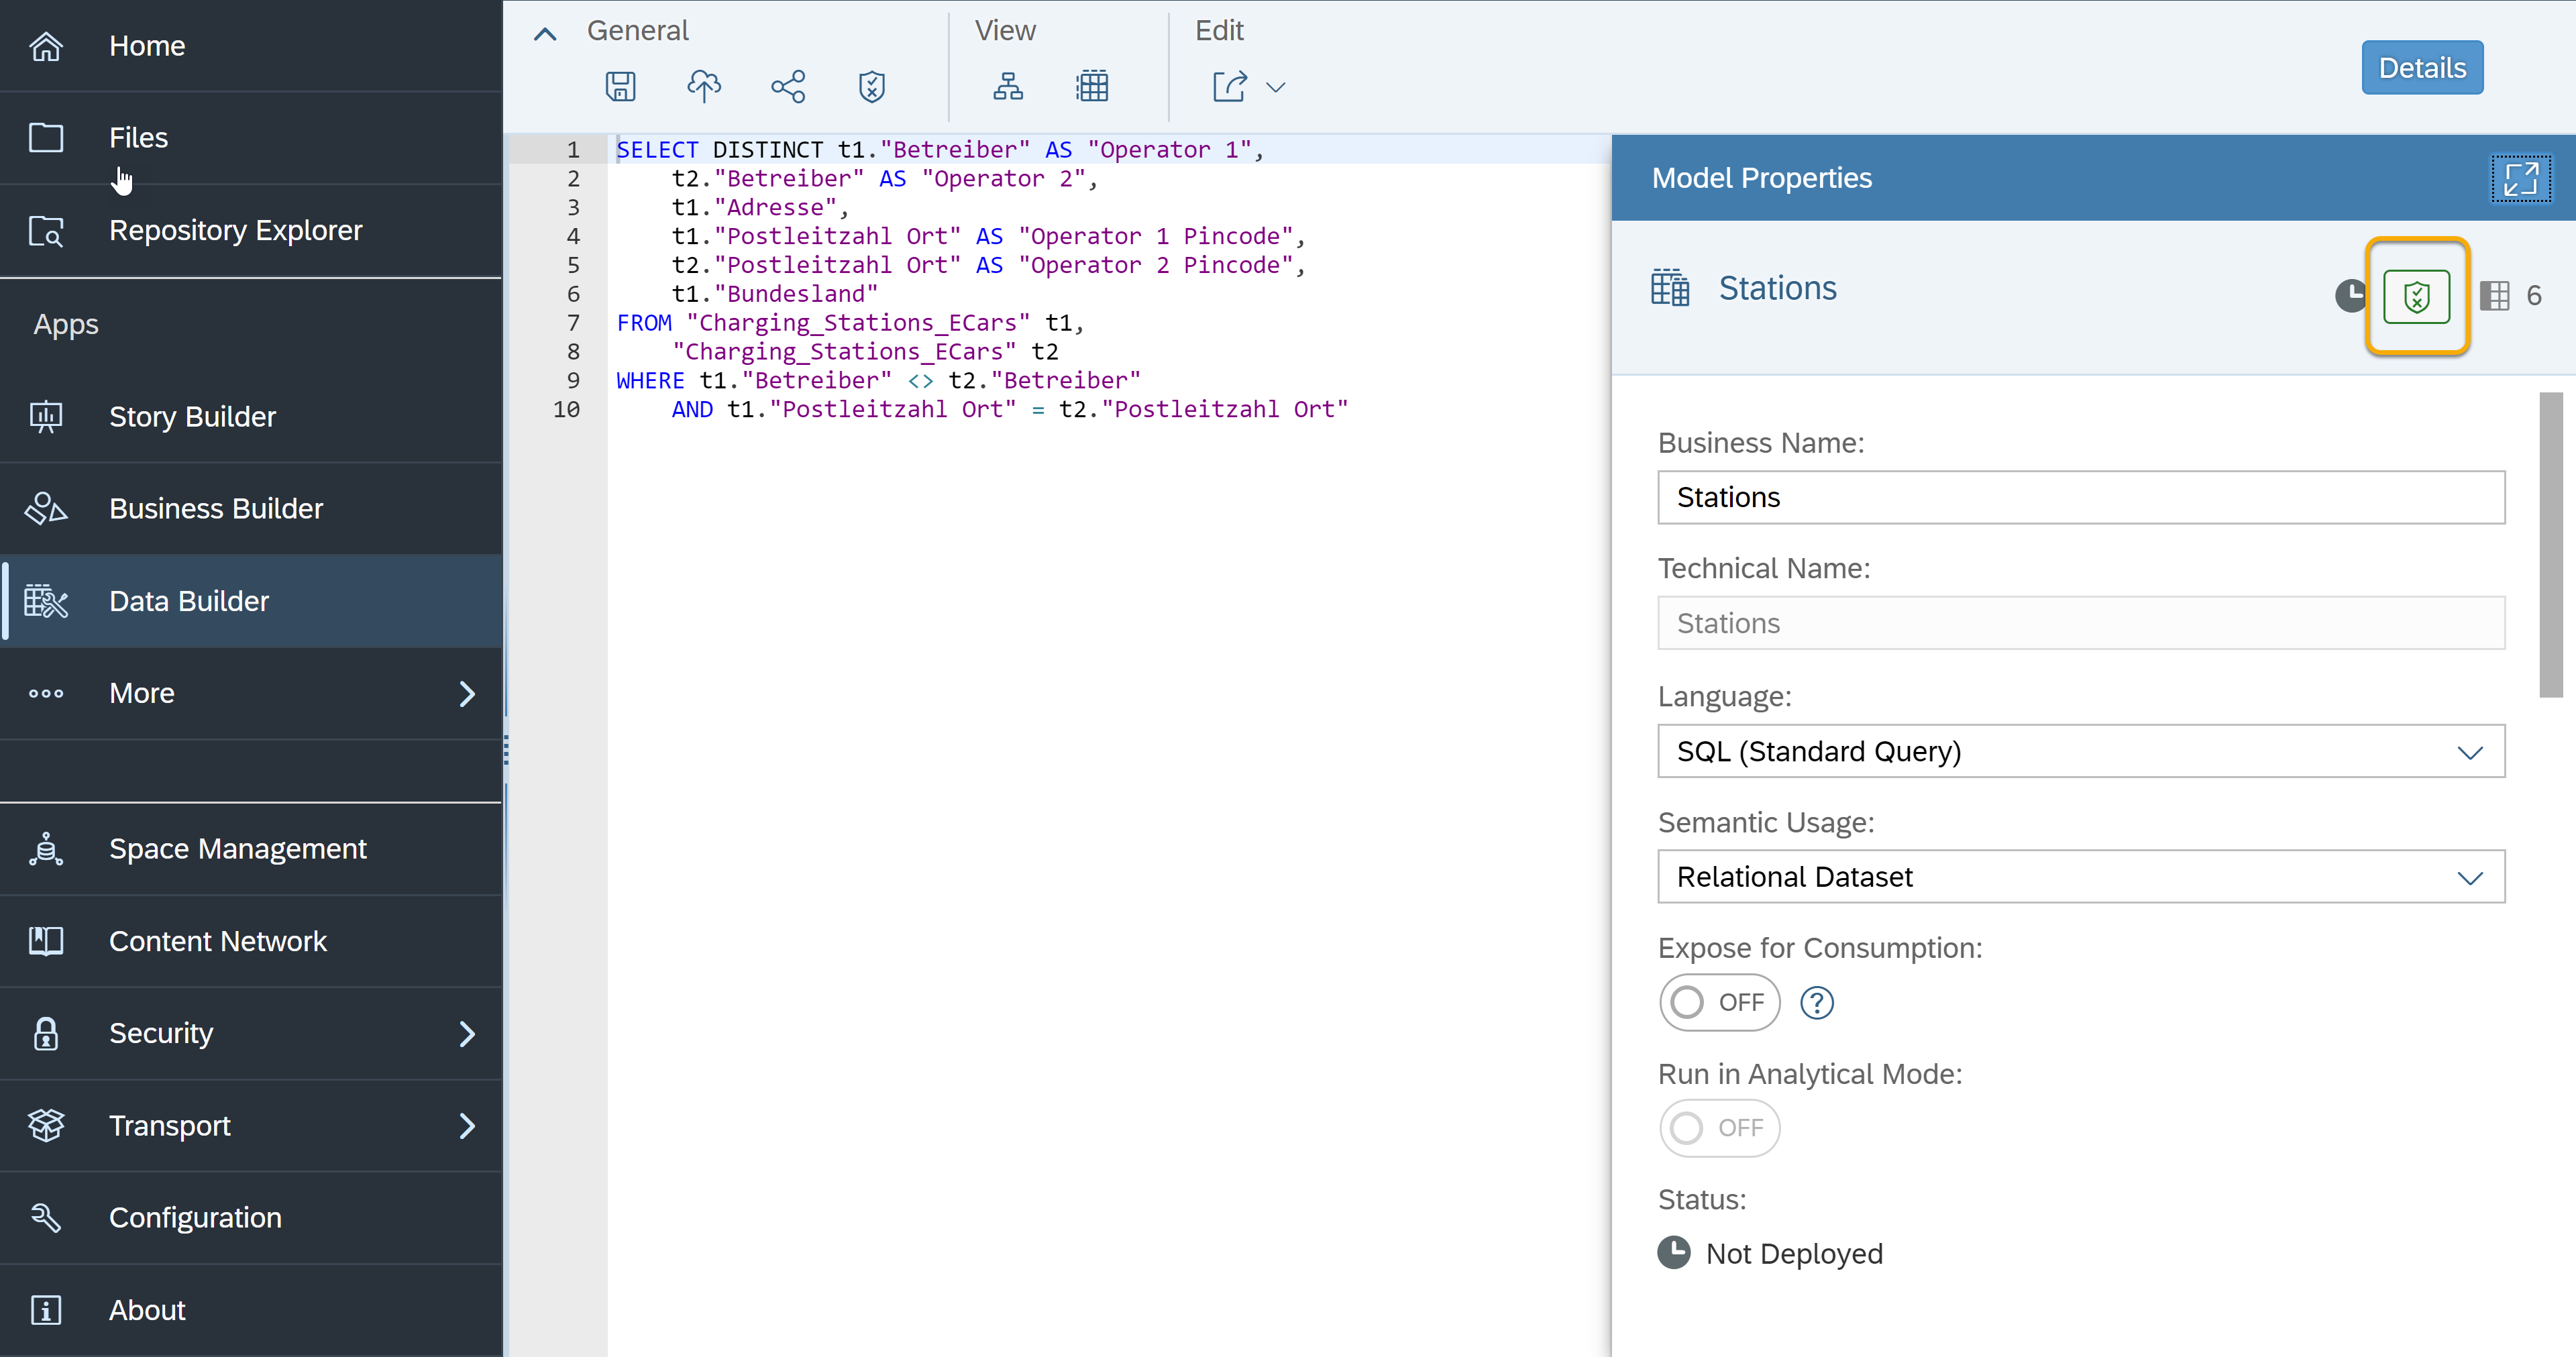 Home
Files
Repository Explorer
Apps
Story Builder
Business Builder
Data Builder
More
Space Management
Content Network
Security
Transport
Configuration
About
General
View
Edit
Details
1 SELECT DISTINCT t1."Betreiber" AS "Operator 1",
2 t2."Betreiber" AS "Operator 2",
3 t1."Adresse",
4 t1."Postleitzahl Ort" AS "Operator 1 Pincode",
5 t2."Postleitzahl Ort" AS "Operator 2 Pincode",
6 t1."Bundesland"
7 FROM "Charging_Stations_ECars" t1,
8 "Charging_Stations_ECars" t2
9 WHERE t1."Betreiber" <> t2."Betreiber"
10 AND t1."Postleitzahl Ort" = t2."Postleitzahl Ort"
Model Properties
Stations
6
Business Name:
Stations
Technical Name:
Stations
Language:
SQL (Standard Query)
Semantic Usage:
Relational Dataset
Expose for Consumption:
OFF
Run in Analytical Mode:
OFF
Status:
Not Deployed